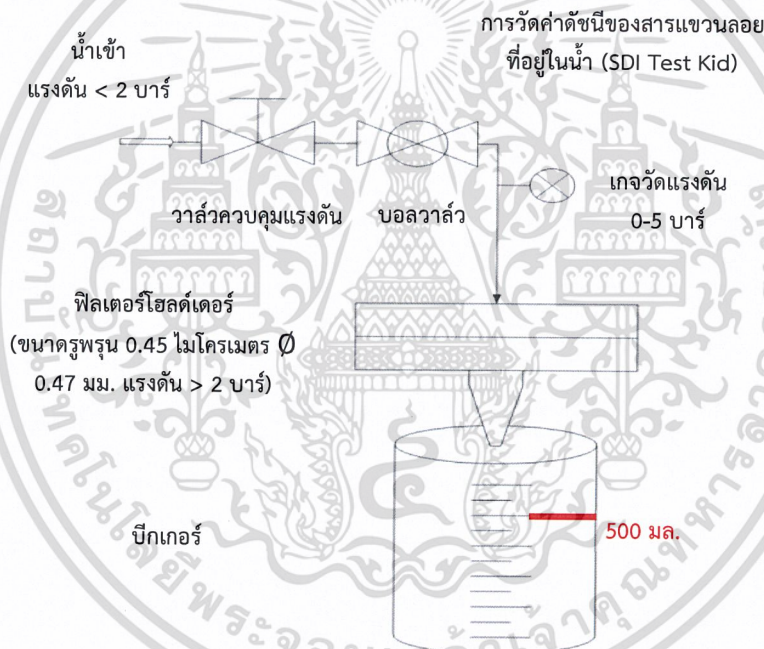 การวัดค่าดัชนีของสารแขวนลอย
ที่อยู่ในน้ำ (SDI Test Kid)
น้ำเข้า
แรงดัน < 2 บาร์
วาล์วควบคุมแรงดัน
บอลวาล์ว
เกจวัดแรงดัน
0-5 บาร์
ฟิลเตอร์โฮลด์เดอร์
(ขนาดรูพรุน 0.45 ไมโครเมตร Ø
0.47 มม. แรงดัน > 2 บาร์)
บีกเกอร์
500 มล.